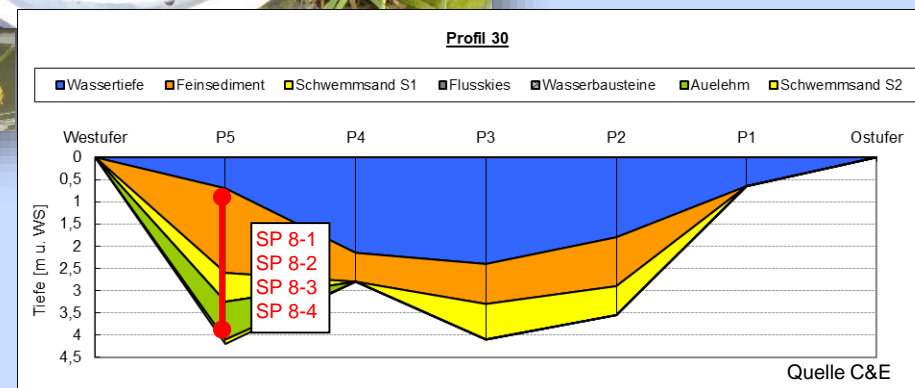 Profil 30
Wassertiefe Feinsediment Schwemmsand S1 Flusskies Wasserbausteine Auelehm Schwemmsand S2
Westufer P5 P4 P3 P2 P1 Ostufer
Tiefe [m u. WS]
0
0,5
1
1,5
2
2,5
3
3,5
4
4,5
SP 8-1
SP 8-2
SP 8-3
SP 8-4
Quelle C&E